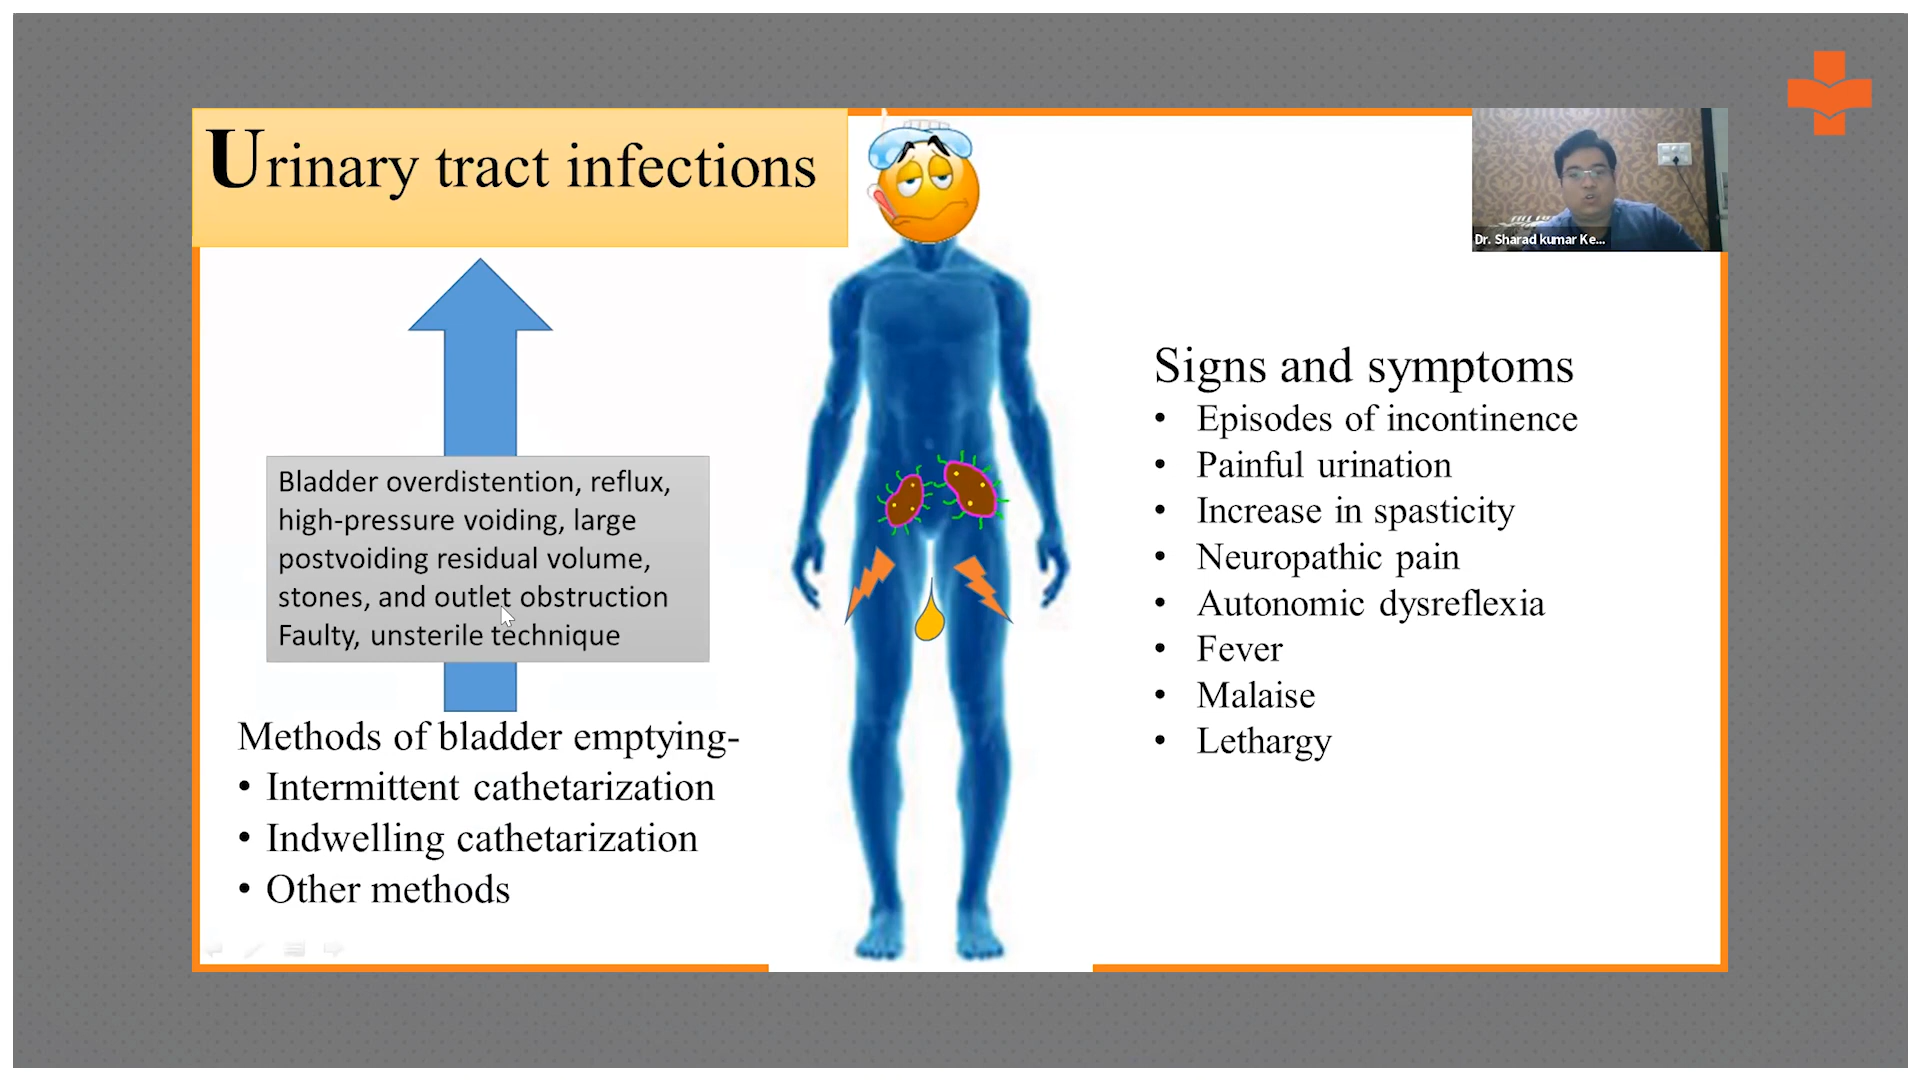 Urinary tract infections
Dr. Sharad kumar Ke...
Bladder overdistention, reflux,
high-pressure voiding, large
postvoiding residual volume,
stones, and outlet obstruction
Faulty, unsterile technique
Methods of bladder emptying-
• Intermittent cathetarization
• Indwelling cathetarization
• Other methods
Signs and symptoms
• Episodes of incontinence
• Painful urination
• Increase in spasticity
• Neuropathic pain
• Autonomic dysreflexia
• Fever
• Malaise
• Lethargy